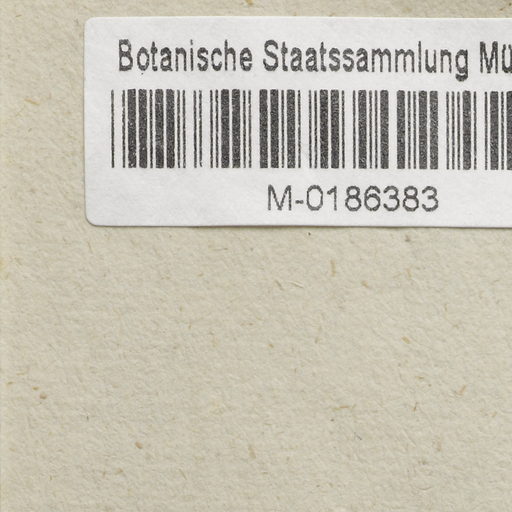 Botanische Staatssammlung Mü
M-0186383